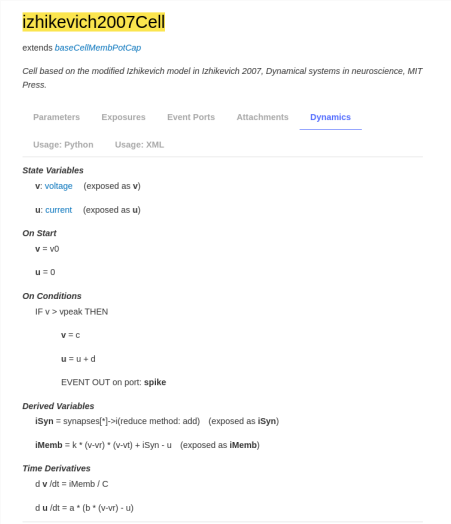 izhikevich2007Cell
extends baseCellMembPotCap
Cell based on the modified Izhikevich model in Izhikevich 2007, Dynamical systems in neuroscience, MIT
Press.
Parameters Exposures Event Ports Attachments Dynamics
Usage: Python Usage: XML
State Variables
v: voltage (exposed as v)
u: current (exposed as u)
On Start
v = v0
u = 0
On Conditions
IF v > vpeak THEN
v = c
u = u + d
EVENT OUT on port: spike
Derived Variables
iSyn = synapses[*]->i(reduce method: add) (exposed as iSyn)
iMemb = k * (v-vr) * (v-vt) + iSyn - u (exposed as iMemb)
Time Derivatives
d v /dt = iMemb / C
d u /dt = a * (b * (v-vr) - u)